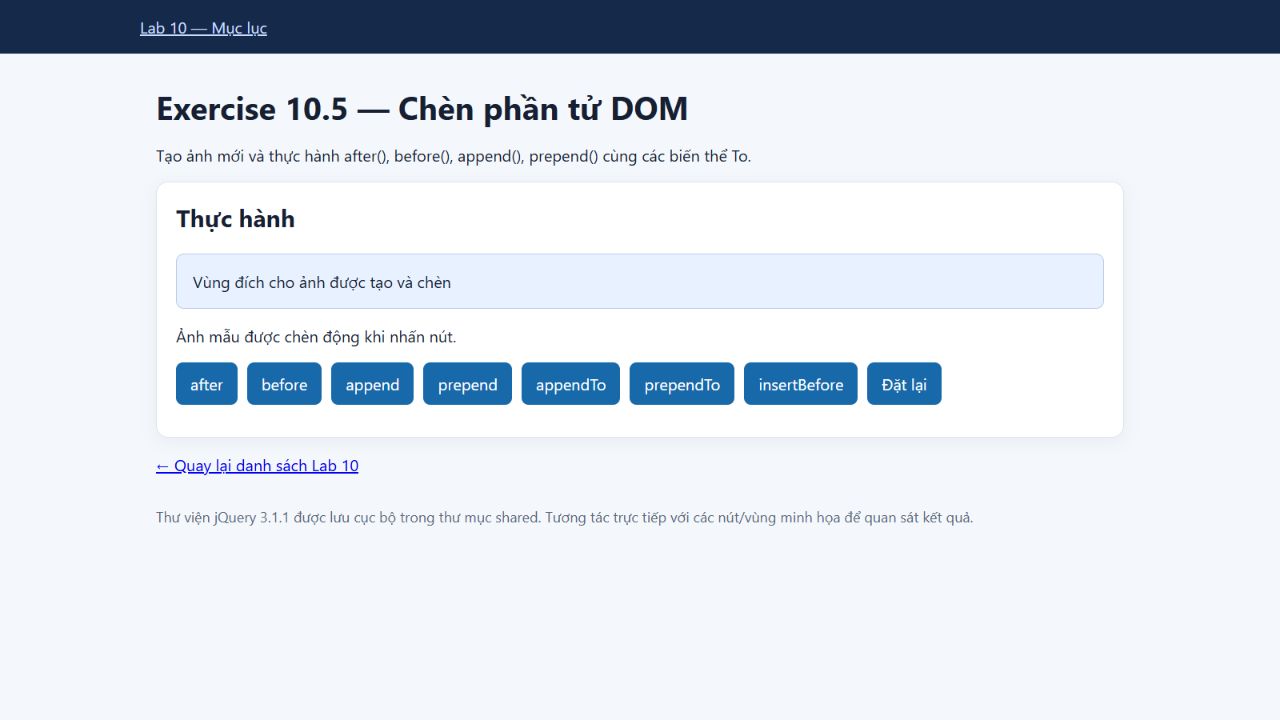 Lab 10 — Mục lục
Exercise 10.5 — Chèn phần tử DOM
Tạo ảnh mới và thực hành after(), before(), append(), prepend() cùng các biến thể To.
Thực hành
Vùng đích cho ảnh được tạo và chèn
Ảnh mẫu được chèn động khi nhấn nút.
after before append prepend appendTo prependTo insertBefore Đặt lại
← Quay lại danh sách Lab 10
Thư viện jQuery 3.1.1 được lưu cục bộ trong thư mục shared. Tương tác trực tiếp với các nút/vùng minh họa để quan sát kết quả.